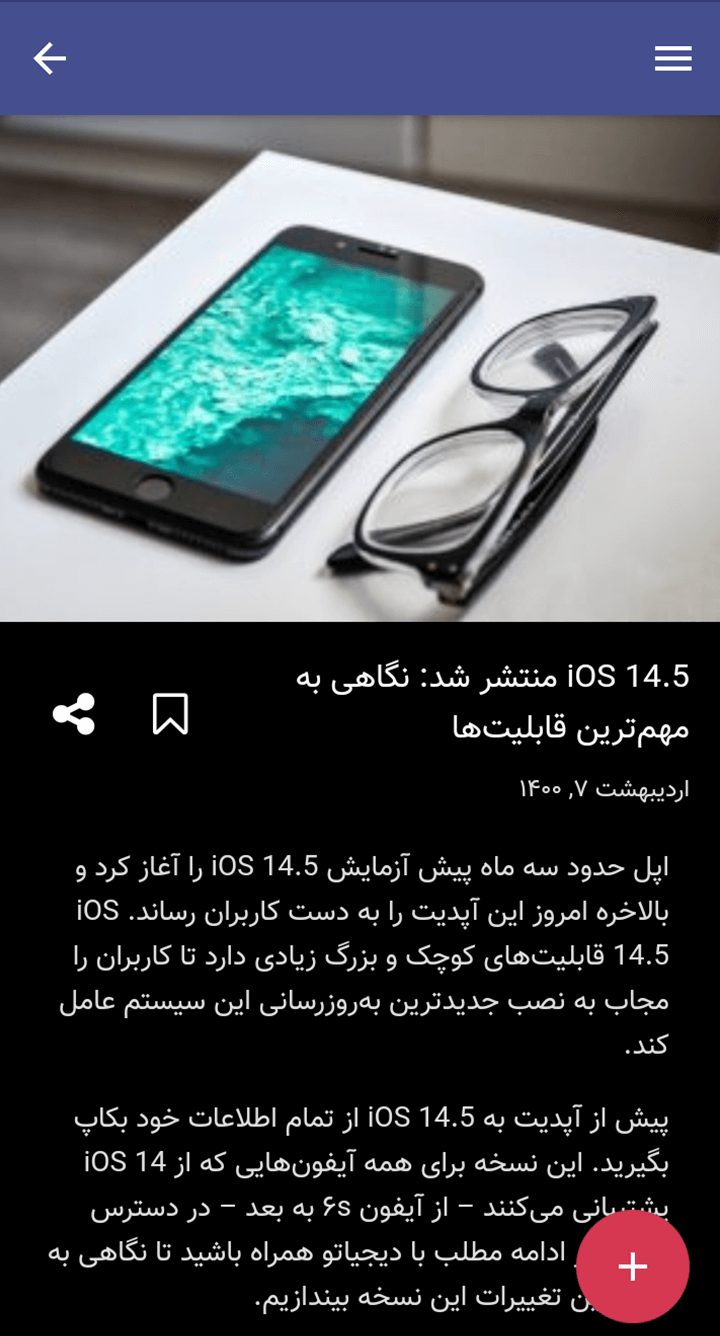 iOS 14.5 منتشر شد: نگاهی به
مهم‌ترین قابلیت‌ها
اردیبهشت ۷, ۱۴۰۰
اپل حدود سه ماه پیش آزمایش iOS 14.5 را آغاز کرد و
بالاخره امروز این آپدیت را به دست کاربران رساند. iOS
14.5 قابلیت‌های کوچک و بزرگ زیادی دارد تا کاربران را
مجاب به نصب جدیدترین به‌روزرسانی این سیستم عامل
کند.
پیش از آپدیت به iOS 14.5 از تمام اطلاعات خود بکاپ
بگیرید. این نسخه برای همه آیفون‌هایی که از iOS 14
پشتیبانی می‌کنند – از آیفون ۶s به بعد – در دسترس
ادامه مطلب با دیجیاتو همراه باشید تا نگاهی به
تغییرات این نسخه بیندازیم.